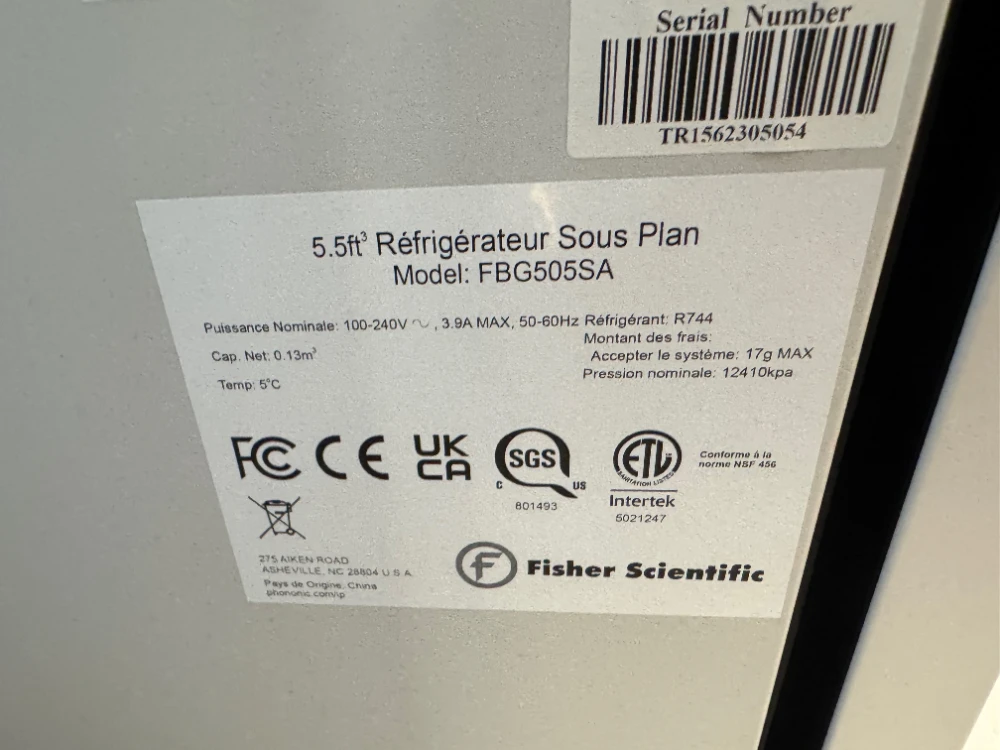 Serial Number
TR1562305054
5.5ft³ Réfrigérateur Sous Plan
Model: FBG505SA
Puissance Nominale: 100-240V ~, 3.9A MAX, 50-60Hz
Cap. Net: 0.13m³
Temp: 5°C
Réfrigérant: R744
Montant des frais:
Accepter le système: 17g MAX
Pression nominale: 12410kpa
FC CE UK CA
SGS
C US
801493
ETL
SANITATION LISTED
Intertek
5021247
Conforme à la
norme NSF 456
275 AIKEN ROAD
ASHEVILLE, NC 28804 U.S.A.
Pays de Origine: China
phononic.com/ip
F Fisher Scientific